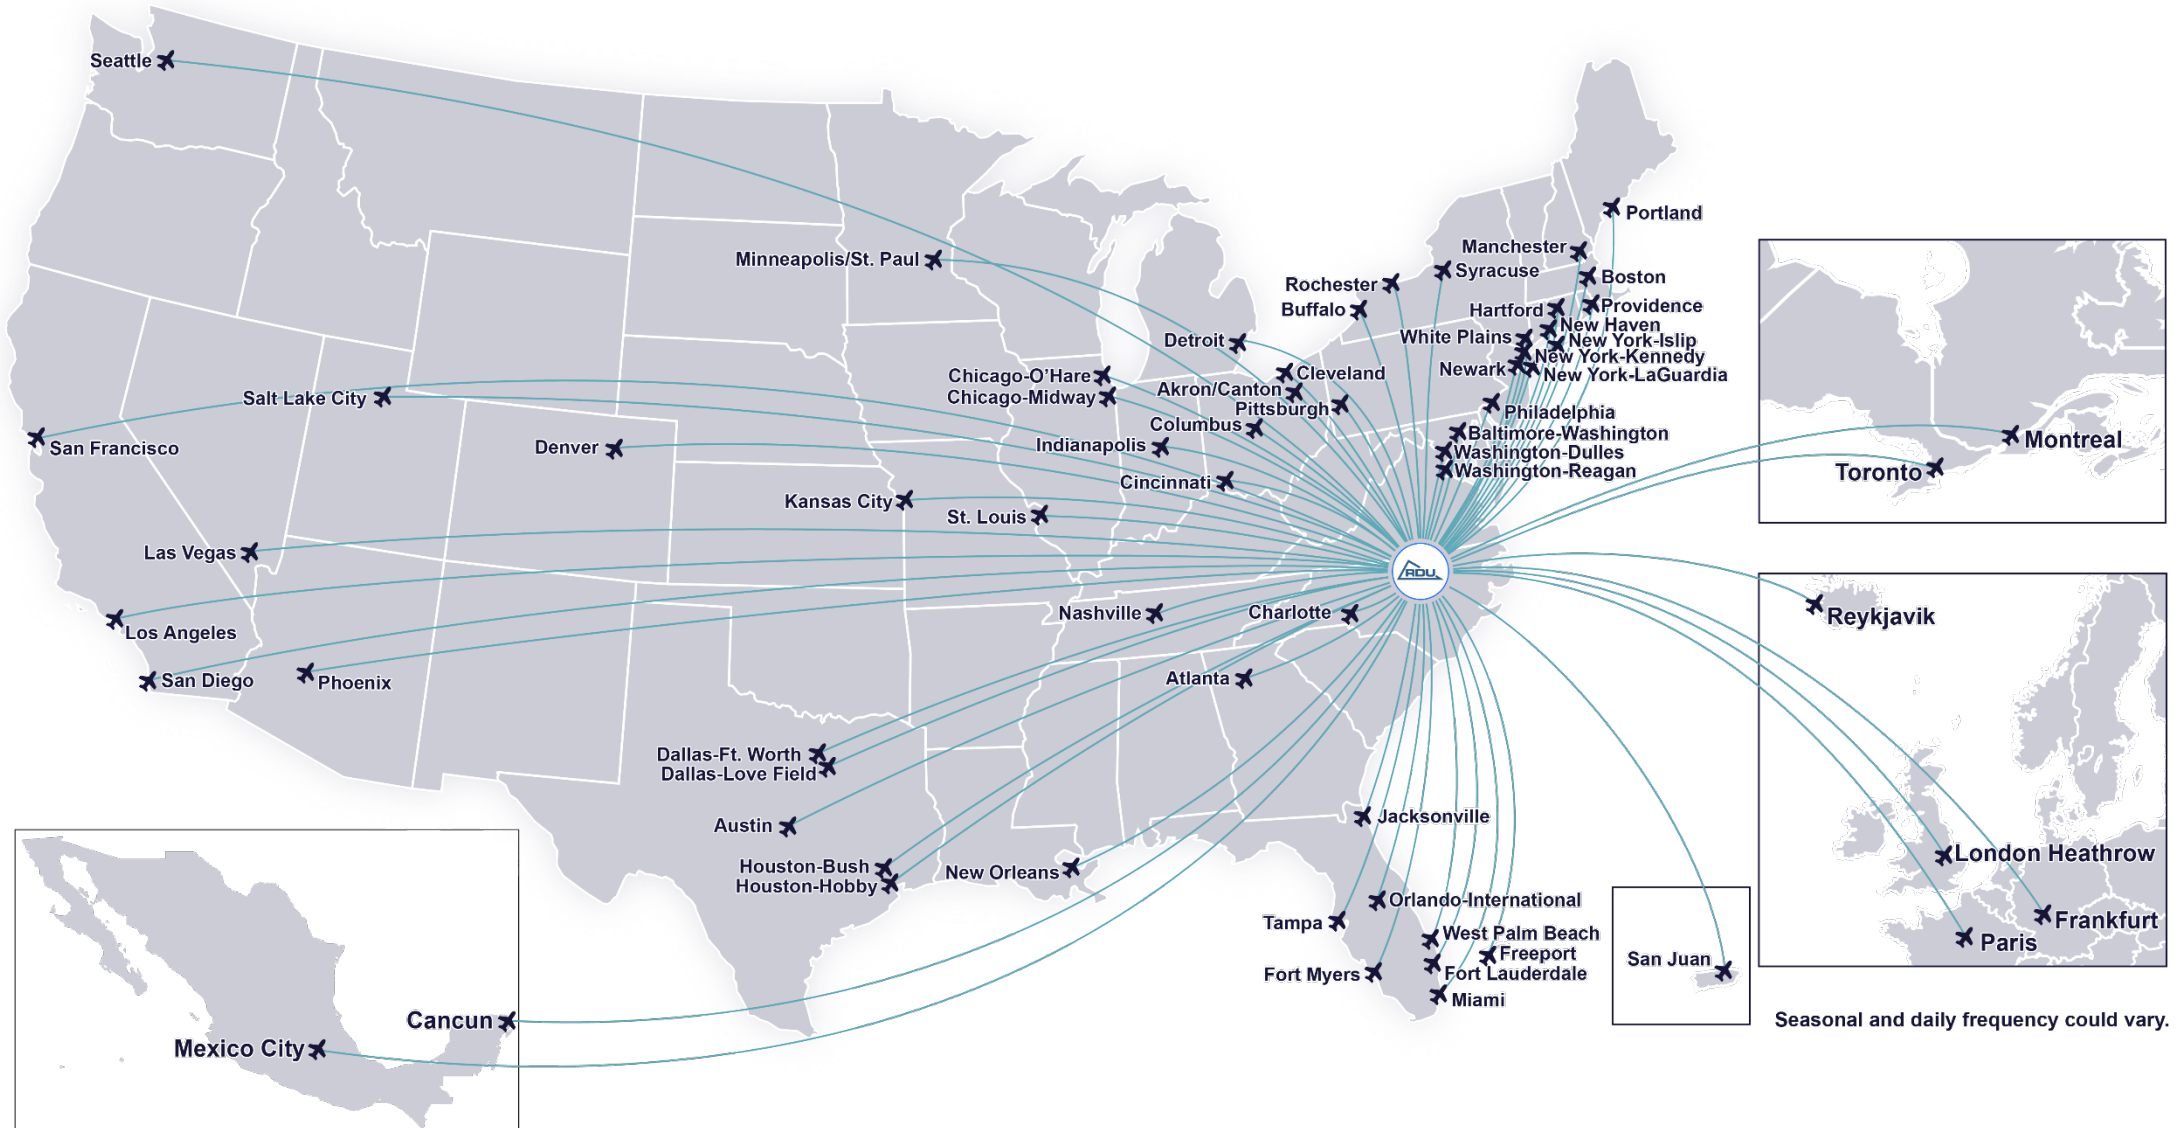 Seattle
Portland
Manchester
Minneapolis/St. Paul
Syracuse
Boston
Rochester
Buffalo
Hartford
Providence
New Haven
White Plains
New York-Islip
Detroit
New York-Kennedy
Newark
New York-LaGuardia
Cleveland
Chicago-O'Hare
Akron/Canton
Chicago-Midway
Salt Lake City
Pittsburgh
Philadelphia
Columbus
Baltimore-Washington
Montreal
San Francisco
Denver
Indianapolis
Washington-Dulles
Washington-Reagan
Toronto
Cincinnati
Kansas City
St. Louis
Las Vegas
RDU
Nashville
Charlotte
Reykjavik
Los Angeles
San Diego
Phoenix
Atlanta
Dallas-Ft. Worth
Dallas-Love Field
Austin
Jacksonville
London Heathrow
Houston-Bush
Houston-Hobby
New Orleans
Orlando-International
Tampa
Frankfurt
West Palm Beach
Paris
Freeport
San Juan
Fort Myers
Fort Lauderdale
Miami
Cancun
Seasonal and daily frequency could vary.
Mexico City